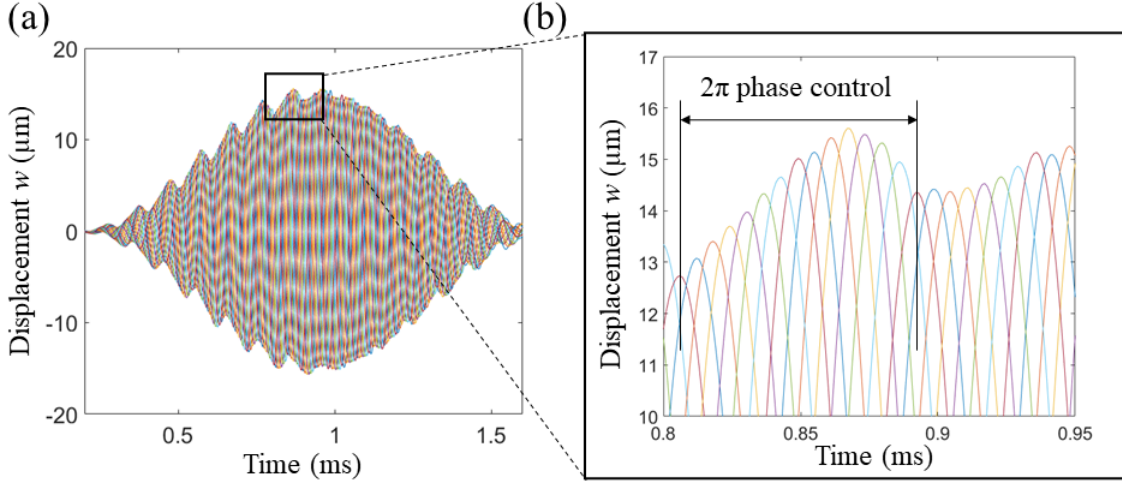 (a)
(b)
20
10
0
-10
-20
0.5
1
1.5
Displacement w (µm)
Time (ms)
17
16
15
14
13
12
11
10
0.8
0.85
0.9
0.95
2π phase control
Displacement w (µm)
Time (ms)